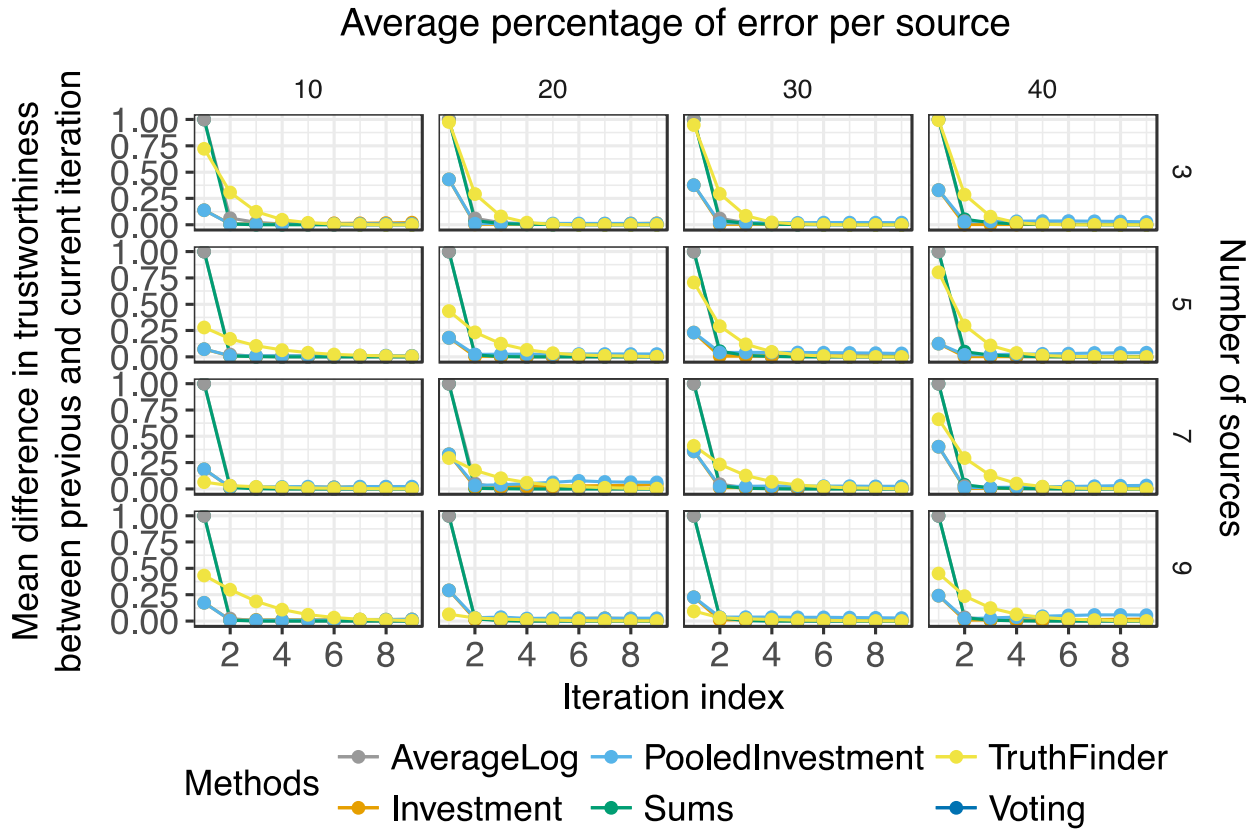 Average percentage of error per source
10 20 30 40
Mean difference in trustworthiness
between previous and current iteration
1.00
0.75
0.50
0.25
0.00
3
1.00
0.75
0.50
0.25
0.00
5
1.00
0.75
0.50
0.25
0.00
7
1.00
0.75
0.50
0.25
0.00
9
Number of sources
2 4 6 8 2 4 6 8 2 4 6 8 2 4 6 8
Iteration index
Methods
AverageLog PooledInvestment TruthFinder
Investment Sums Voting